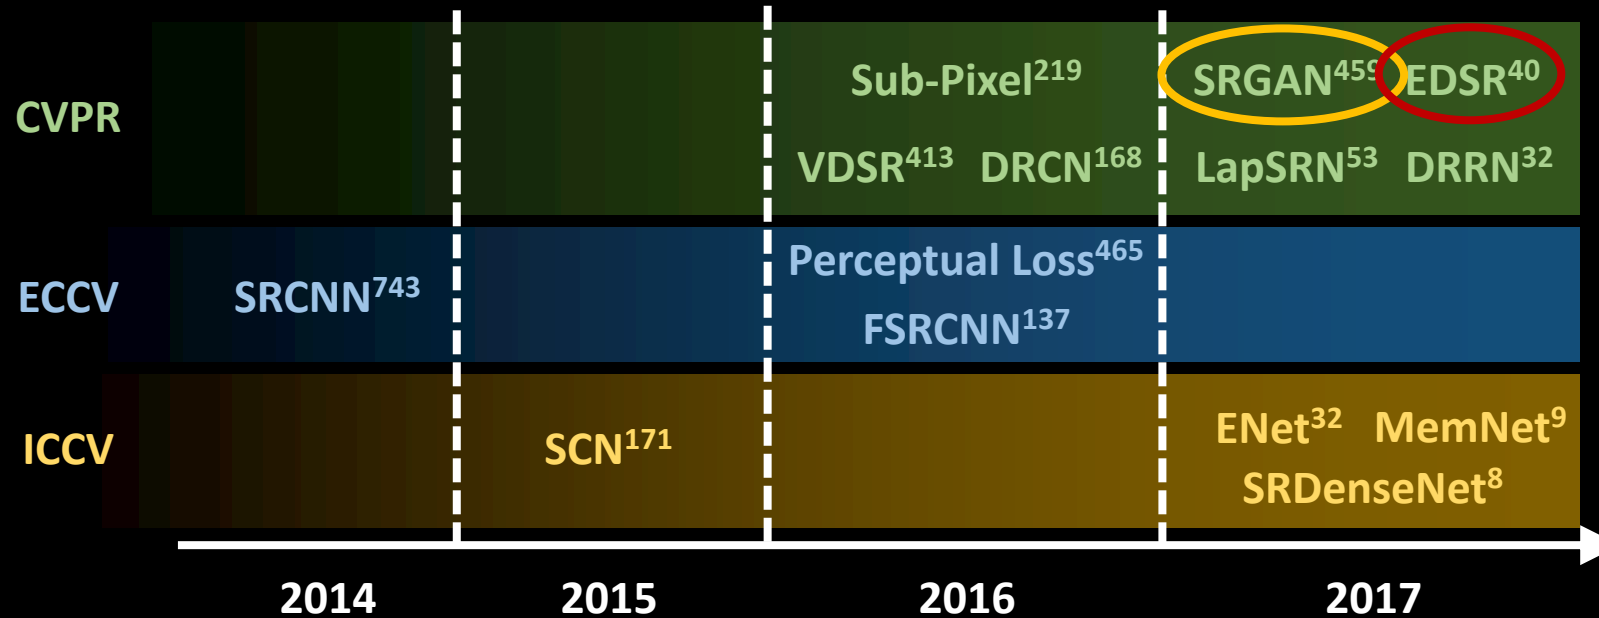 CVPR
Sub-Pixel219
SRGAN459 EDSR40
VDSR413 DRCN168
LapSRN53 DRRN32
ECCV
SRCNN743
Perceptual Loss465
FSRCNN137
ICCV
SCN171
ENet32 MemNet9
SRDenseNet8
2014 2015 2016 2017